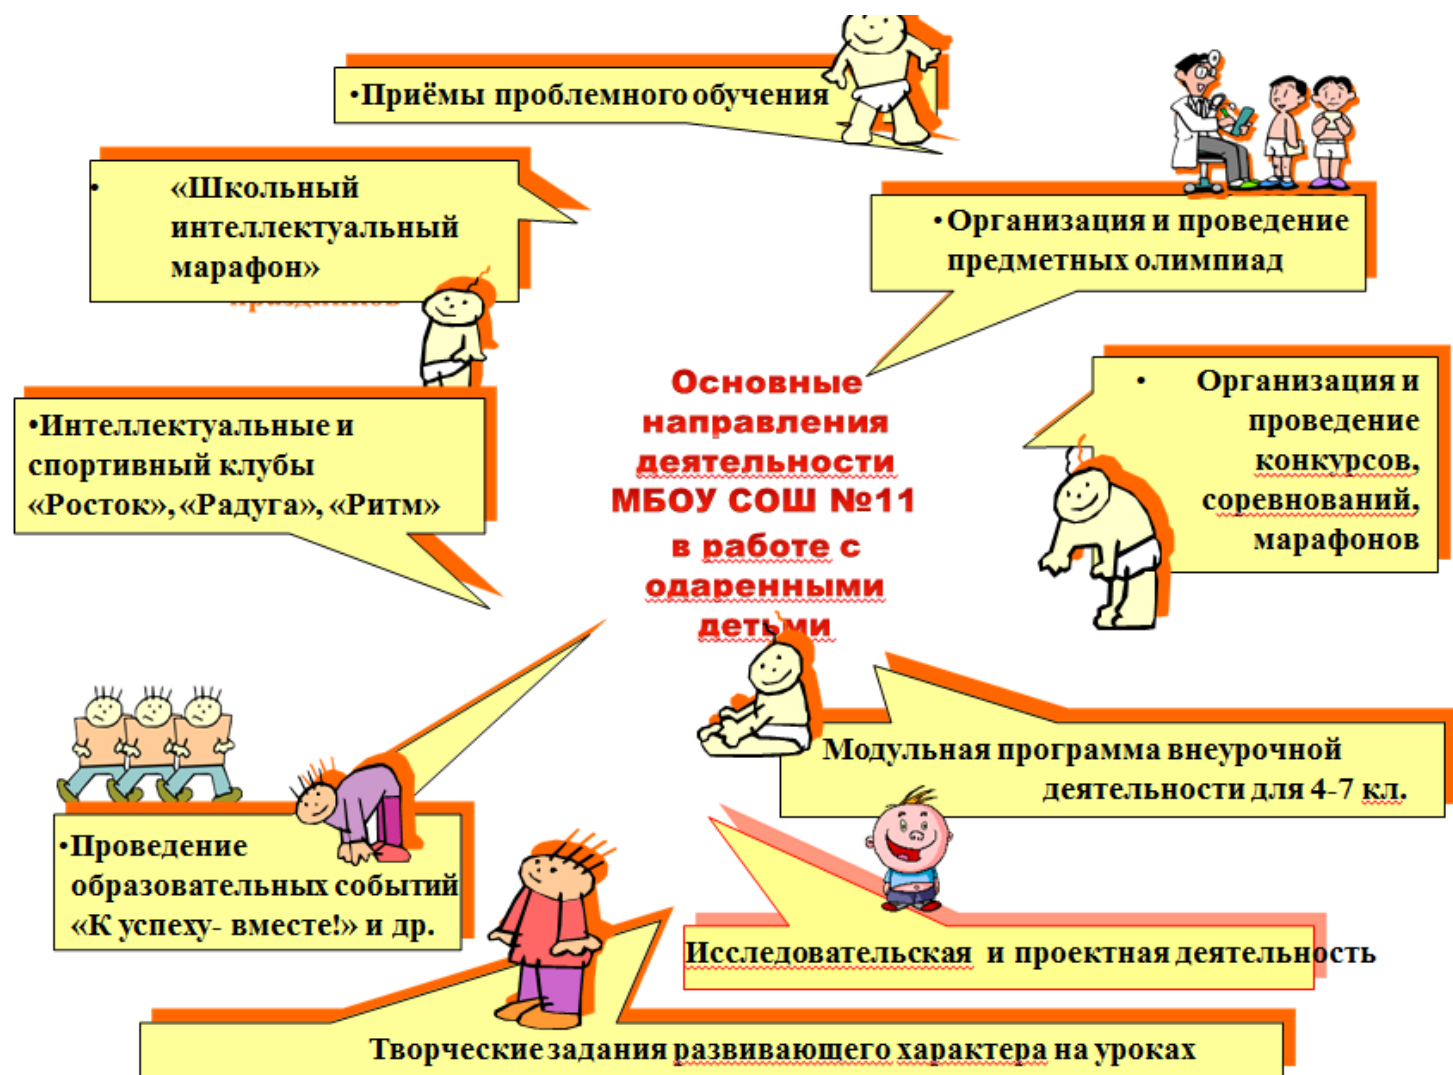 •Приёмы проблемного обучения
• «Школьный
интеллектуальный
марафон»
•Организация и проведение
предметных олимпиад
•Интеллектуальные и
спортивный клубы
«Росток», «Радуга», «Ритм»
Основные
направления
деятельности
МБОУ СОШ №11
в работе с
одаренными
детьми
• Организация и
проведение
конкурсов,
соревнований,
марафонов
Модульная программа внеурочной
деятельности для 4-7 кл.
•Проведение
образовательных событий
«К успеху- вместе!» и др.
Исследовательская и проектная деятельность
Творческие задания развивающего характера на уроках